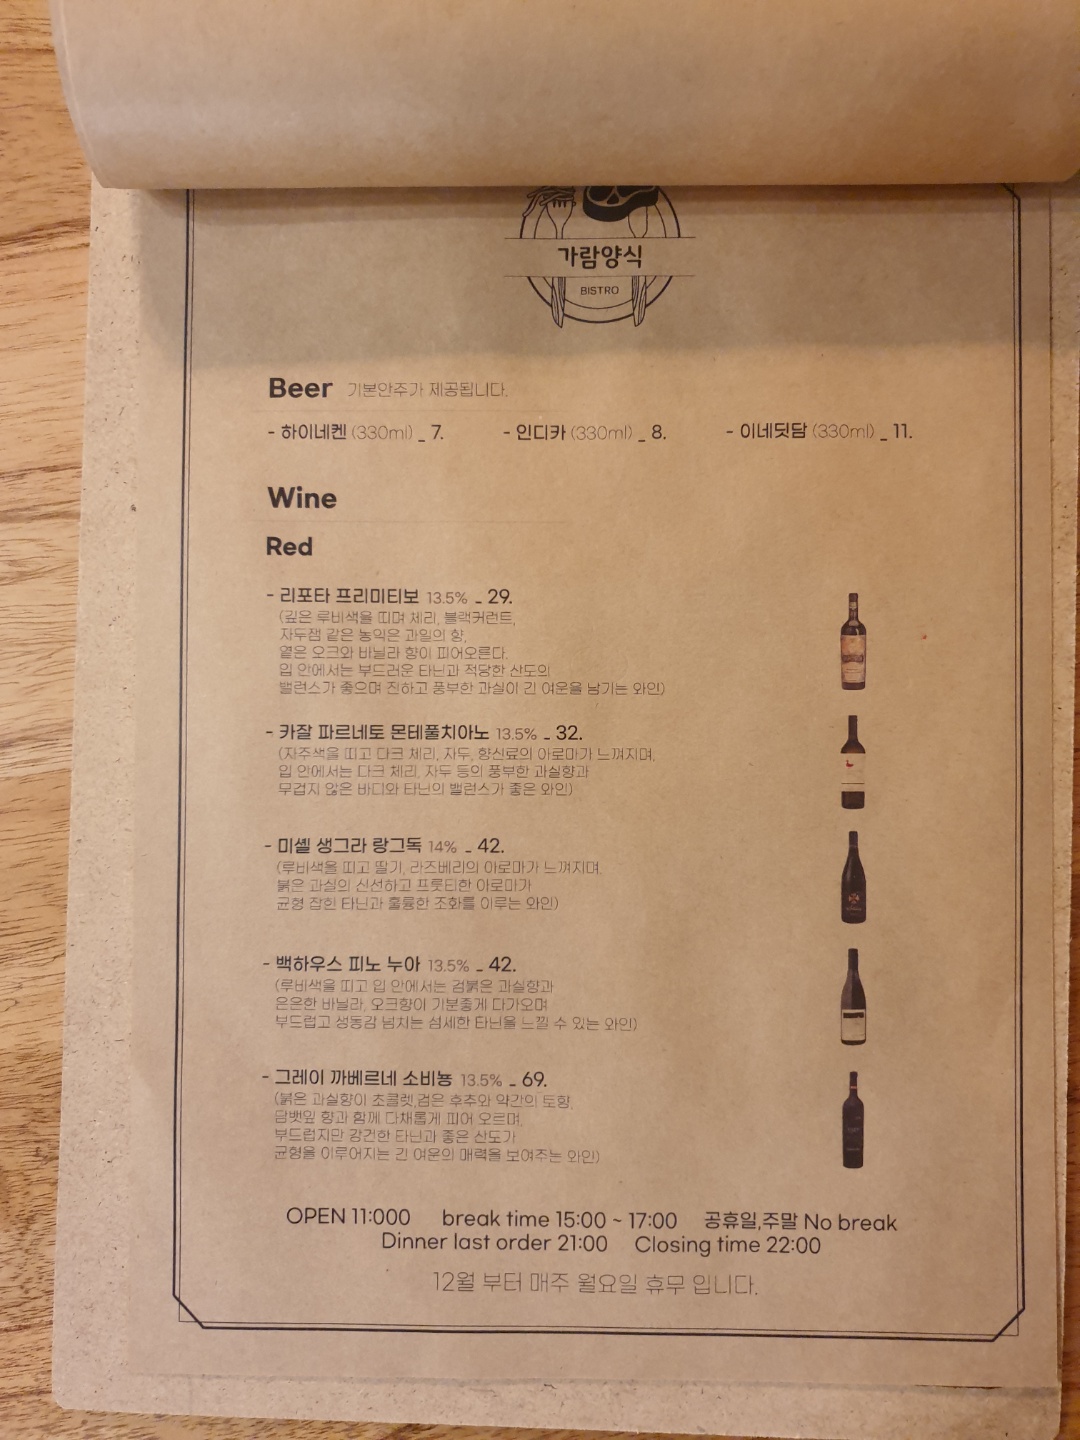 가람양식
BISTRO
Beer 기본안주가 제공됩니다.
- 하이네켄 (330ml) _ 7. - 인디카 (330ml) _ 8. - 이네딧담 (330ml) _ 11.
Wine
Red
- 리포타 프리미티보 13.5% _ 29.
(깊은 루비색을 띠며 체리, 블랙커런트,
자두잼 같은 농익은 과일의 향,
옅은 오크와 바닐라 향이 피어오른다.
입 안에서는 부드러운 타닌과 적당한 산도의
밸런스가 좋으며 진하고 풍부한 과실이 긴 여운을 남기는 와인)
- 카잘 파르네토 몬테풀치아노 13.5% _ 32.
(자주색을 띠고 다크 체리, 자두, 향신료의 아로마가 느껴지며,
입 안에서는 다크 체리, 자두 등의 풍부한 과실향과
무겁지 않은 바디와 타닌의 밸런스가 좋은 와인)
- 미셸 생그라 랑그독 14% _ 42.
(루비색을 띠고 딸기, 라즈베리의 아로마가 느껴지며,
붉은 과실의 신선하고 프룻티한 아로마가
균형 잡힌 타닌과 훌륭한 조화를 이루는 와인)
- 백하우스 피노 누아 13.5% _ 42.
(루비색을 띠고 입 안에서는 검붉은 과실향과
은은한 바닐라, 오크향이 기분좋게 다가오며
부드럽고 생동감 넘치는 섬세한 타닌을 느낄 수 있는 와인)
- 그레이 까베르네 소비뇽 13.5% _ 69.
(붉은 과실향이 초콜렛,검은 후추와 약간의 토향,
담뱃잎 향과 함께 다채롭게 피어 오르며,
부드럽지만 강건한 타닌과 좋은 산도가
균형을 이루어지는 긴 여운의 매력을 보여주는 와인)
OPEN 11:000 break time 15:00 ~ 17:00 공휴일,주말 No break
Dinner last order 21:00 Closing time 22:00
12월 부터 매주 월요일 휴무 입니다.